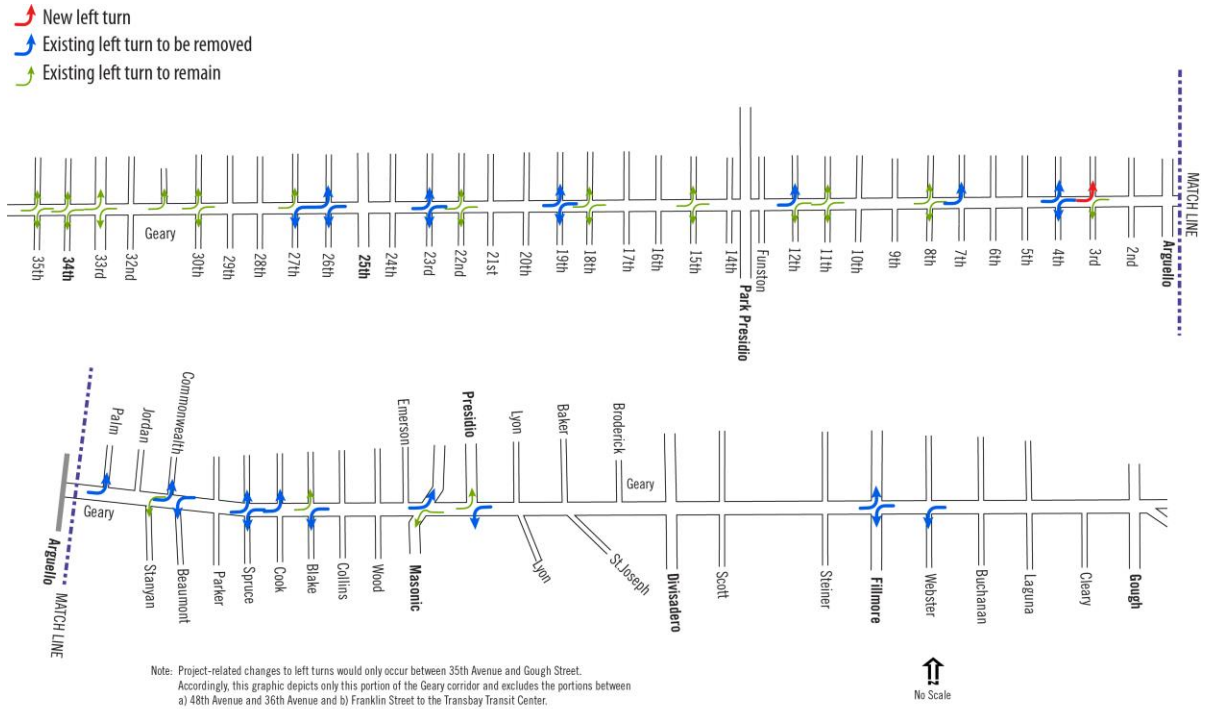 New left turn
Existing left turn to be removed
Existing left turn to remain
Geary
35th
34th
33rd
32nd
30th
29th
28th
27th
26th
25th
24th
23rd
22nd
21st
20th
19th
18th
17th
16th
15th
14th
Park Presidio
Funston
12th
11th
10th
9th
8th
7th
6th
5th
4th
3rd
2nd
Arguello
MATCH LINE
Palm
Jordan
Commonwealth
Emerson
Presidio
Lyon
Baker
Broderick
Geary
Geary
Arguello
MATCH LINE
Stanyan
Beaumont
Parker
Spruce
Cook
Blake
Collins
Wood
Masonic
Lyon
St.Joseph
Divisadero
Scott
Steiner
Fillmore
Webster
Buchanan
Laguna
Cleary
Gough
Note: Project-related changes to left turns would only occur between 35th Avenue and Gough Street.
Accordingly, this graphic depicts only this portion of the Geary corridor and excludes the portions between
a) 48th Avenue and 36th Avenue and b) Franklin Street to the Transbay Transit Center.
No Scale